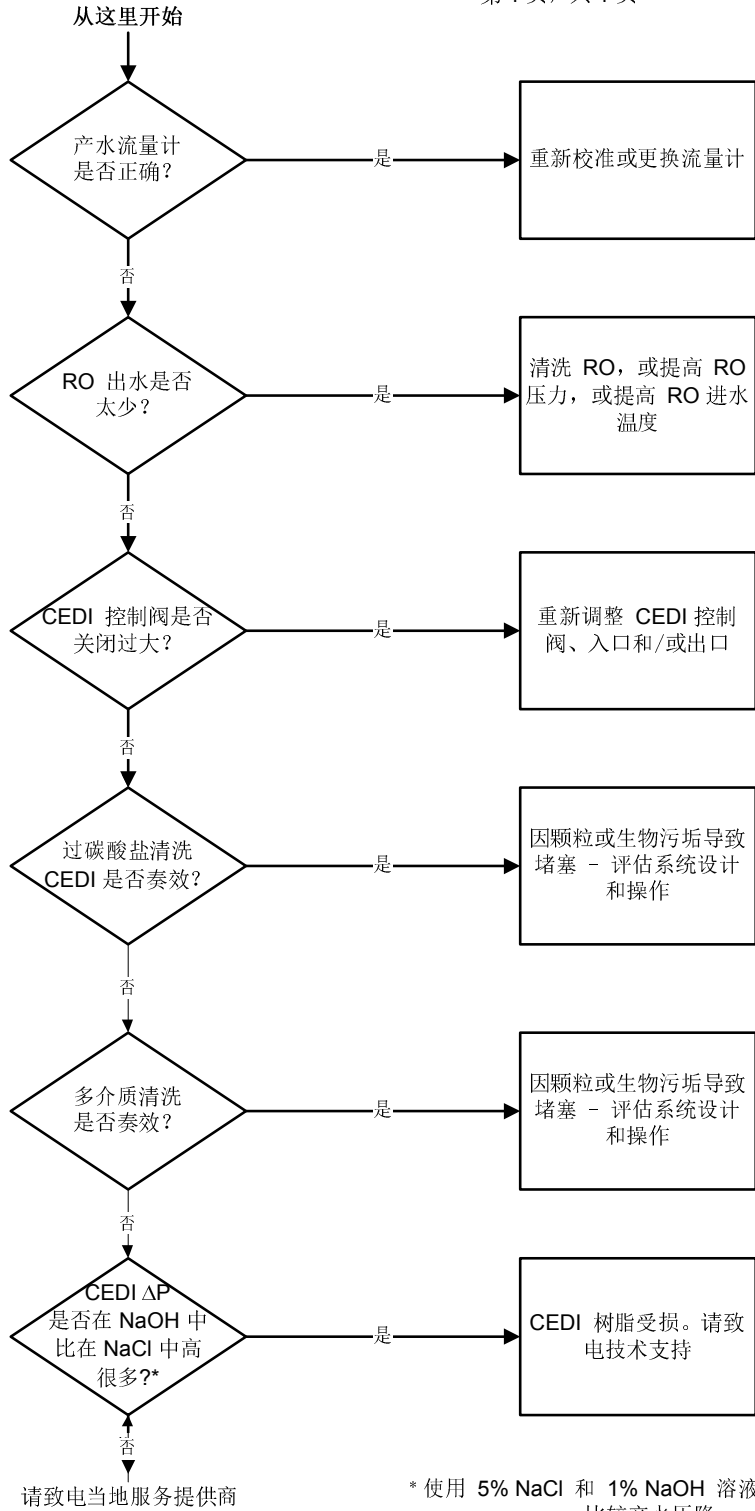 从这里开始
产水流量计
是否正确?
是
重新校准或更换流量计
否
RO 出水是否
太少?
是
清洗 RO,或提高 RO
压力,或提高 RO 进水
温度
否
CEDI 控制阀是否
关闭过大?
是
重新调整 CEDI 控制
阀、入口和/或出口
否
过碳酸盐清洗
CEDI 是否奏效?
是
因颗粒或生物污垢导致
堵塞 - 评估系统设计
和操作
否
多介质清洗
是否奏效?
是
因颗粒或生物污垢导致
堵塞 - 评估系统设计
和操作
否
CEDI ΔP
是否在 NaOH 中
比在 NaCl 中高
很多?*
是
CEDI 树脂受损。请致
电技术支持
否
请致电当地服务提供商
* 使用 5% NaCl 和 1% NaOH 溶液